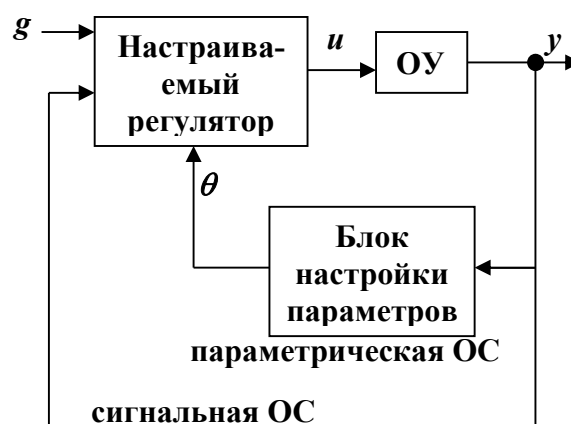 g
Настраива-
емый
регулятор
u
ОУ
y
θ
Блок
настройки
параметров
параметрическая ОС
сигнальная ОС